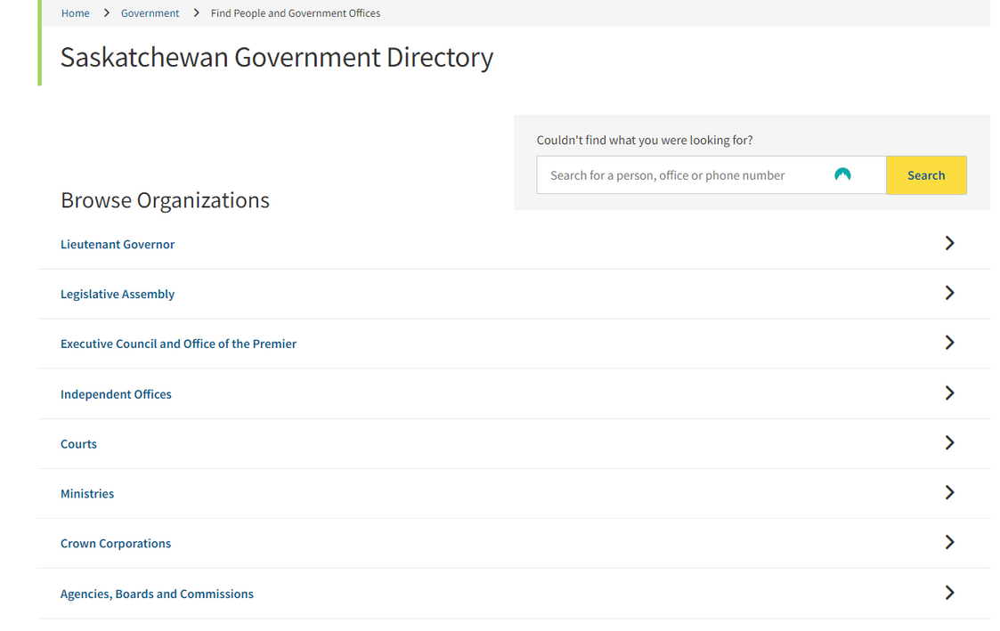 Home > Government > Find People and Government Offices
Saskatchewan Government Directory
Couldn't find what you were looking for?
Search for a person, office or phone number
Search
Browse Organizations
Lieutenant Governor
Legislative Assembly
Executive Council and Office of the Premier
Independent Offices
Courts
Ministries
Crown Corporations
Agencies, Boards and Commissions